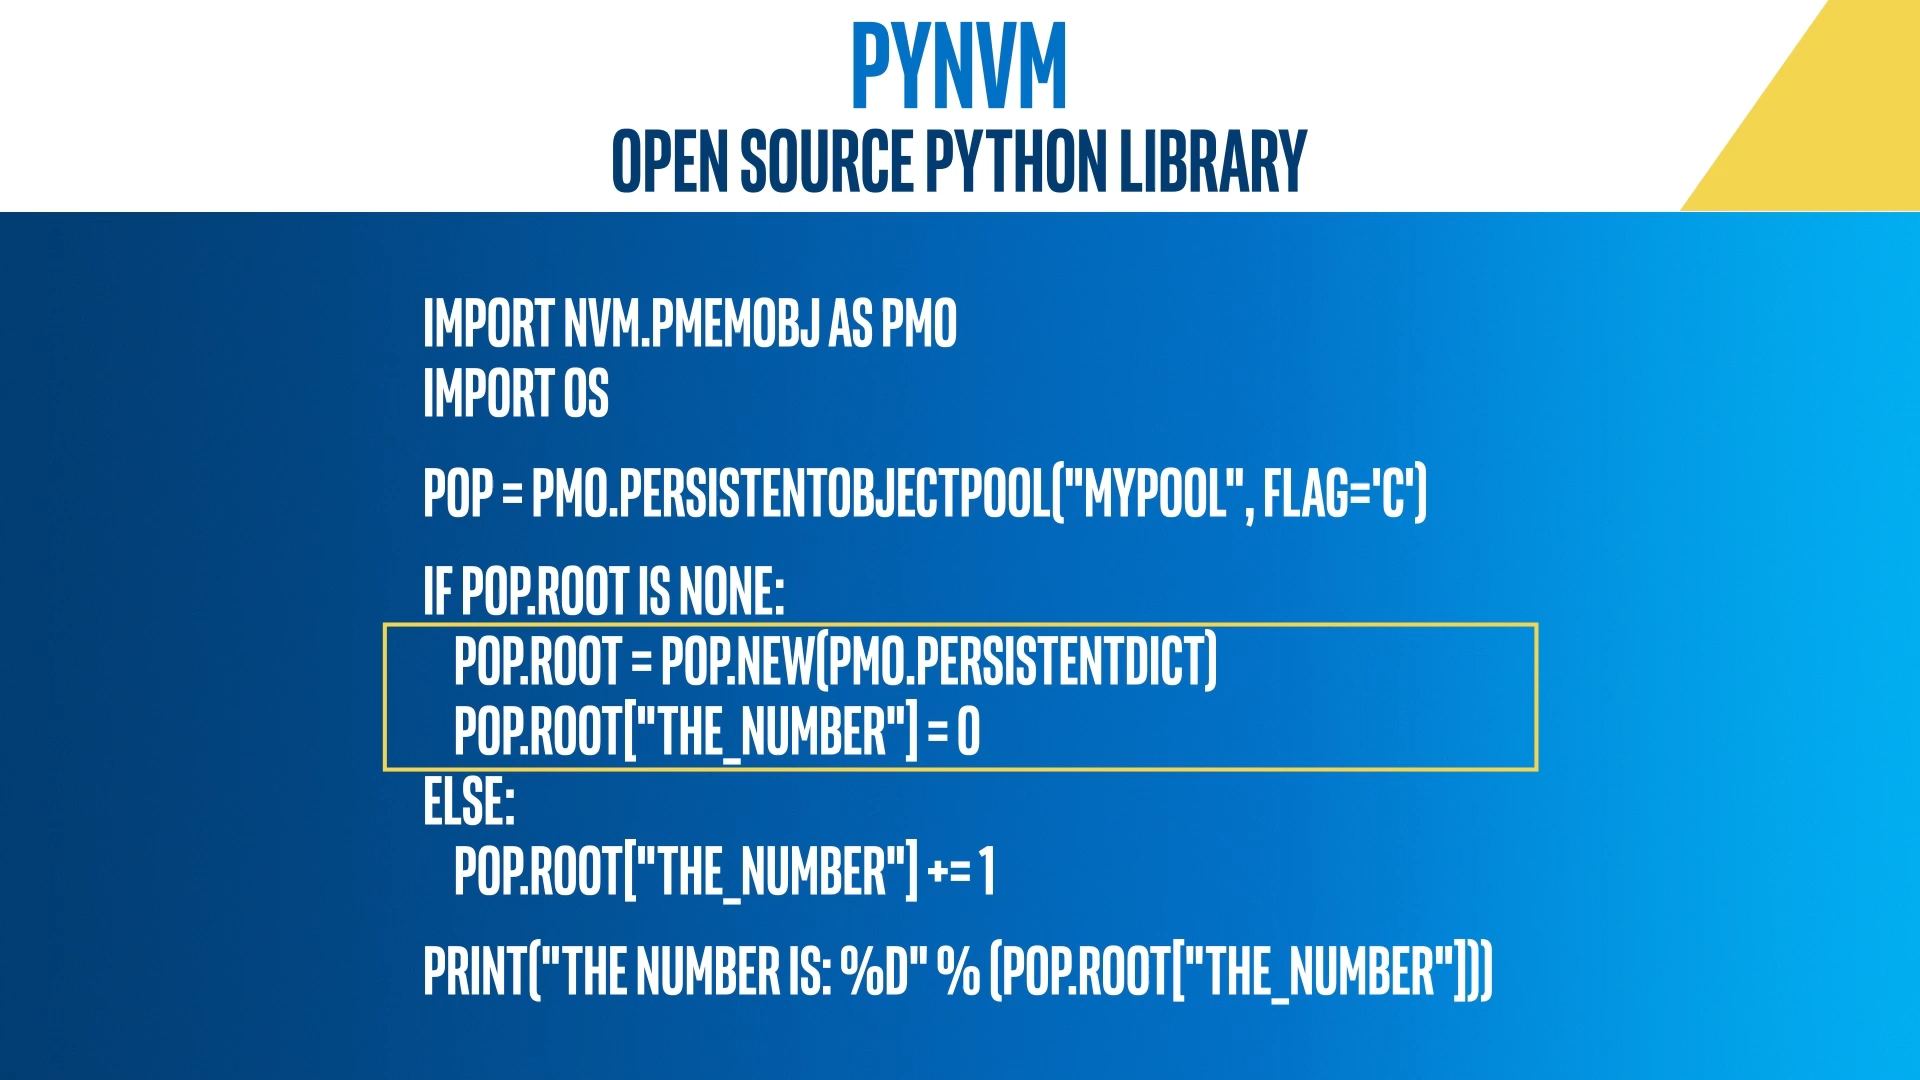 PYNVM
OPEN SOURCE PYTHON LIBRARY
IMPORT NVM.PMEMOBJ AS PMO
IMPORT OS
POP = PMO.PERSISTENTOBJECTPOOL("MYPOOL", FLAG='C')
IF POP.ROOT IS NONE:
POP.ROOT = POP.NEW(PMO.PERSISTENTDICT)
POP.ROOT["THE_NUMBER"] = 0
ELSE:
POP.ROOT["THE_NUMBER"] += 1
PRINT("THE NUMBER IS: %D" % (POP.ROOT["THE_NUMBER"]))